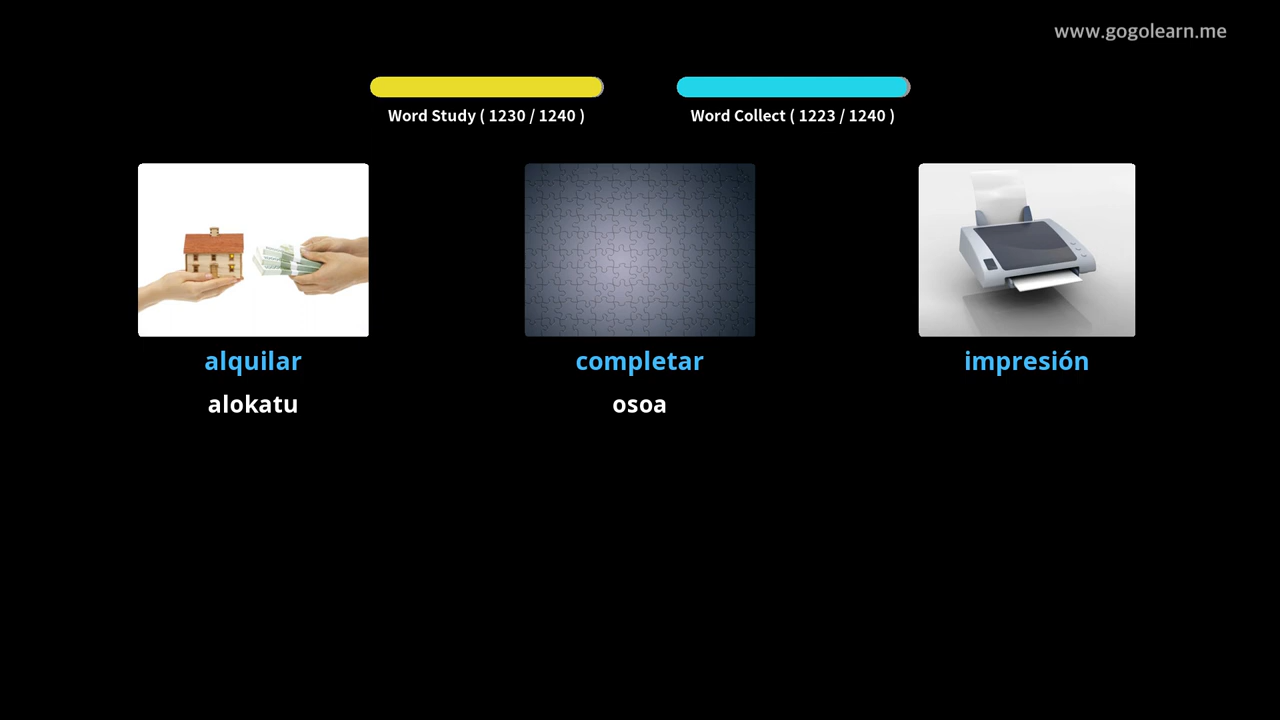 www.gogolearn.me
Word Study ( 1230 / 1240 )
Word Collect ( 1223 / 1240 )
alquilar
completar
impresión
alokatu
osoa